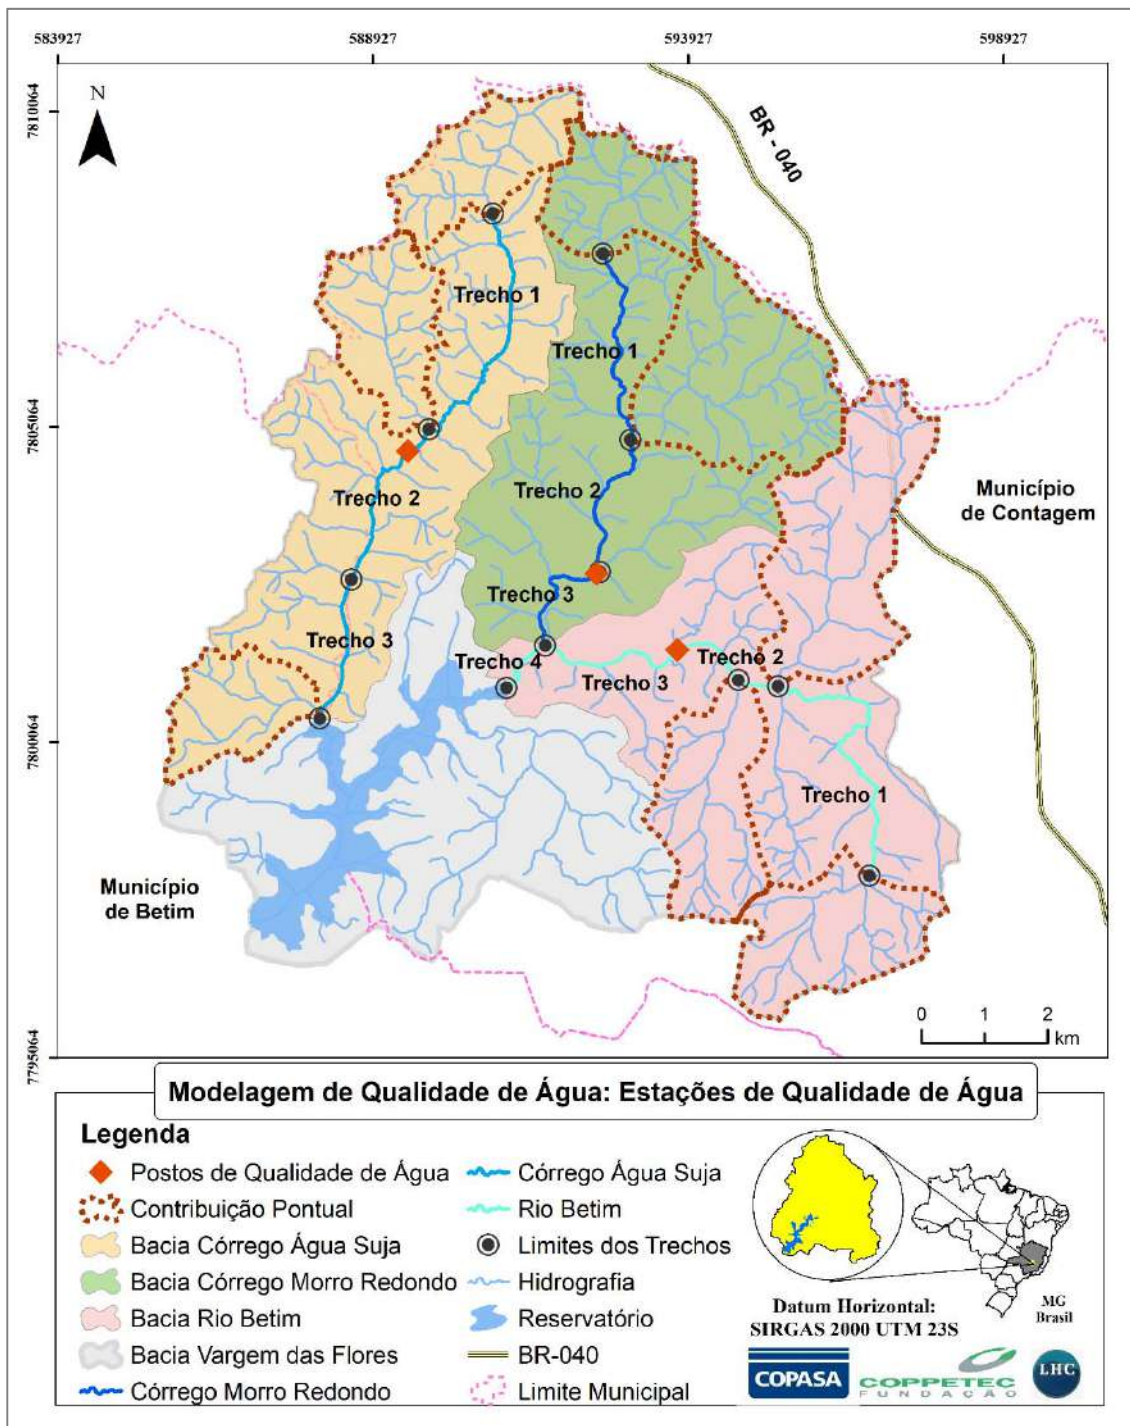 583927
588927
593927
598927
N
7810064
BR - 040
Trecho 1
Trecho 1
7805064
Trecho 2
Trecho 2
Município
de Contagem
Trecho 3
Trecho 3
Trecho 4
Trecho 2
Trecho 3
7800064
Trecho 1
Município
de Betim
0 1 2
km
7795064
Modelagem de Qualidade de Água: Estações de Qualidade de Água
Legenda
Postos de Qualidade de Água
Contribuição Pontual
Bacia Córrego Água Suja
Bacia Córrego Morro Redondo
Bacia Rio Betim
Bacia Vargem das Flores
Córrego Morro Redondo
Córrego Água Suja
Rio Betim
Limites dos Trechos
Hidrografia
Reservatório
BR-040
Limite Municipal
MG
Brasil
Datum Horizontal:
SIRGAS 2000 UTM 23S
COPASA
COPPETEC
FUNDAÇÃO
LHC